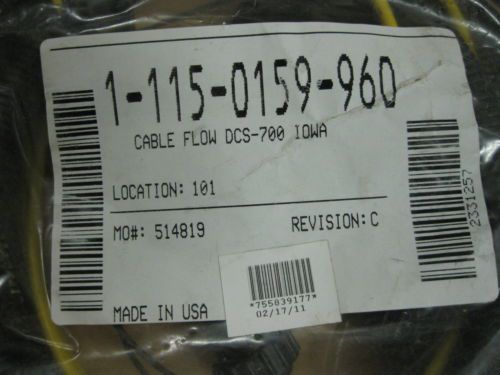 1-115-0159-960
CABLE FLOW DCS-700 IOWA
LOCATION: 101
MO#: 514819
REVISION: C
2331257
MADE IN USA
*755839177*
02/17/11